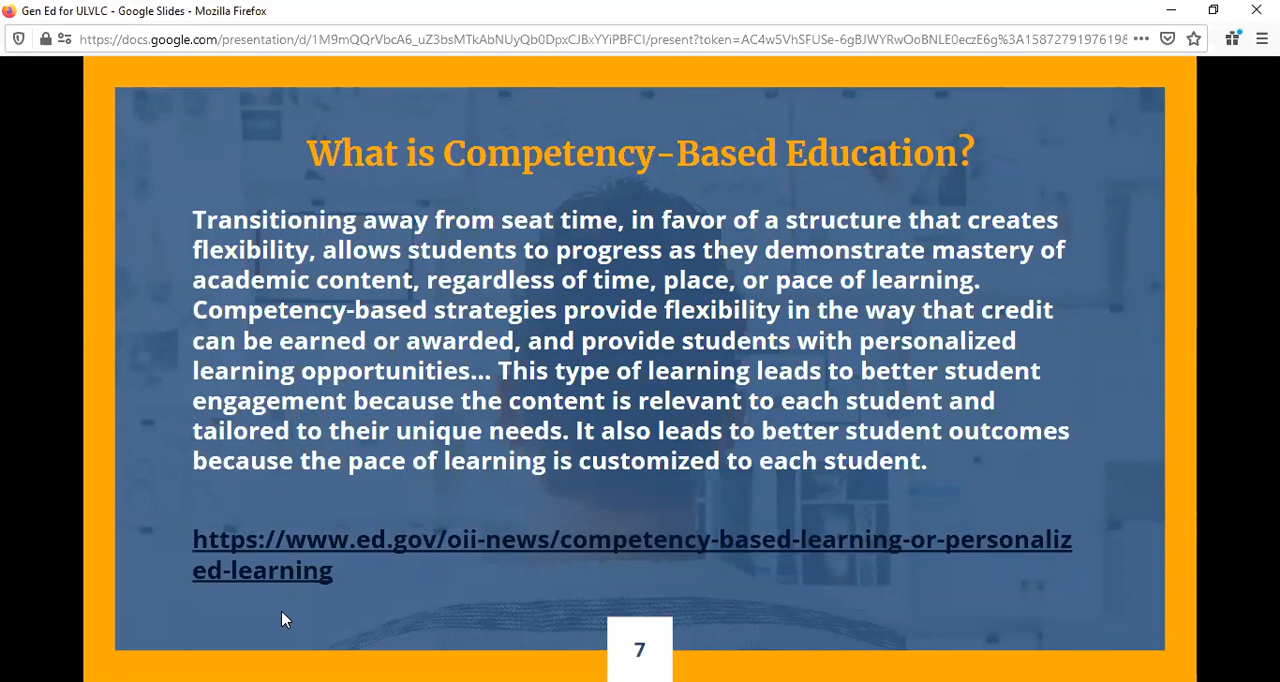 Gen Ed for ULVLC - Google Slides - Mozilla Firefox
https://docs.google.com/presentation/d/1M9mQQrVbcA6_uZ3bsMTkAbNUyQb0DpxCJBxYYiPBFCI/present?token=AC4w5VhSFUSe-6gBJWYRwOoBNLE0eczE6g%3A15872791976198
What is Competency-Based Education?
Transitioning away from seat time, in favor of a structure that creates
flexibility, allows students to progress as they demonstrate mastery of
academic content, regardless of time, place, or pace of learning.
Competency-based strategies provide flexibility in the way that credit
can be earned or awarded, and provide students with personalized
learning opportunities... This type of learning leads to better student
engagement because the content is relevant to each student and
tailored to their unique needs. It also leads to better student outcomes
because the pace of learning is customized to each student.
https://www.ed.gov/oii-news/competency-based-learning-or-personaliz
ed-learning
7